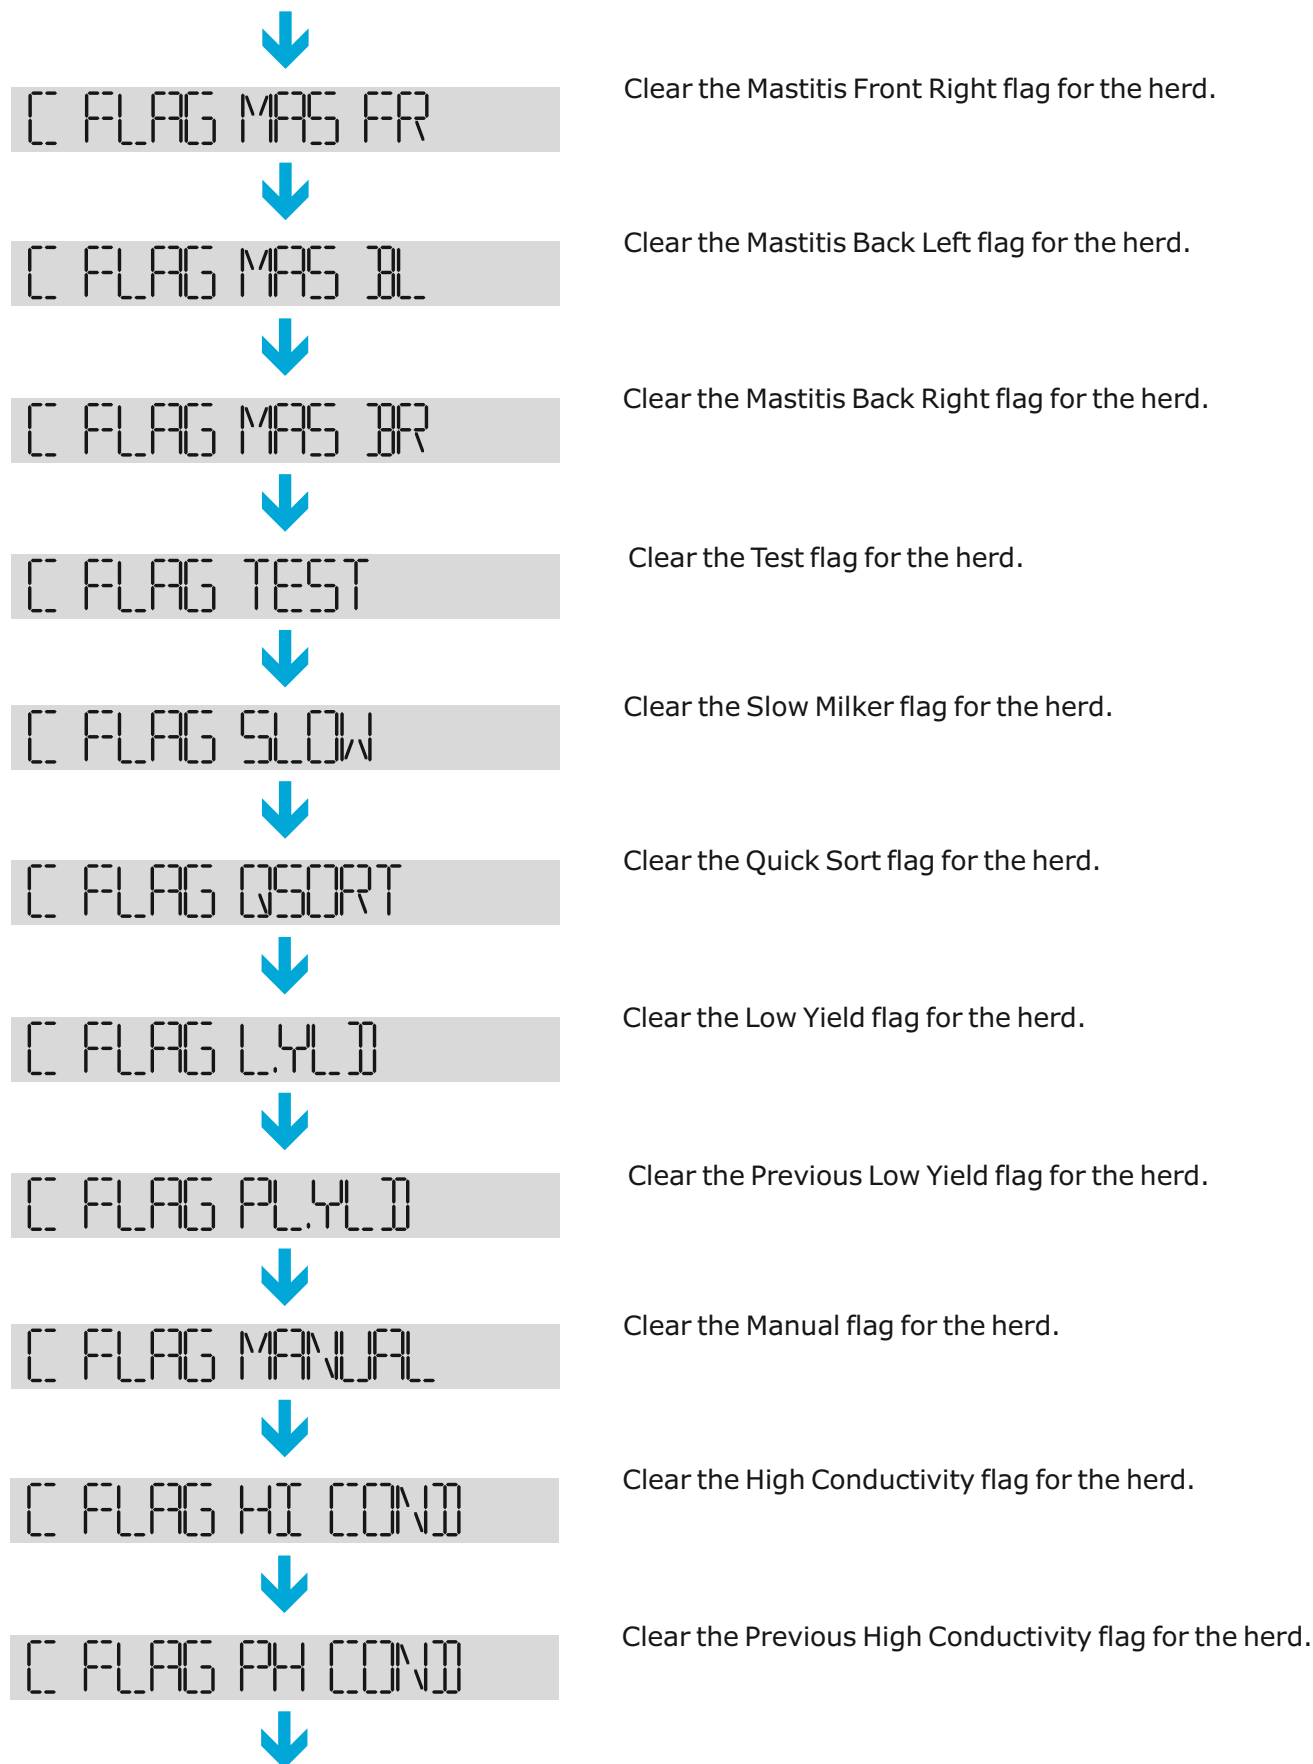 C FLAG MAS FR
Clear the Mastitis Front Right flag for the herd.
C FLAG MAS BL
Clear the Mastitis Back Left flag for the herd.
C FLAG MAS BR
Clear the Mastitis Back Right flag for the herd.
C FLAG TEST
Clear the Test flag for the herd.
C FLAG SLOW
Clear the Slow Milker flag for the herd.
C FLAG QSORT
Clear the Quick Sort flag for the herd.
C FLAG L.YLD
Clear the Low Yield flag for the herd.
C FLAG PL.YLD
Clear the Previous Low Yield flag for the herd.
C FLAG MANUAL
Clear the Manual flag for the herd.
C FLAG HI COND
Clear the High Conductivity flag for the herd.
C FLAG PH COND
Clear the Previous High Conductivity flag for the herd.